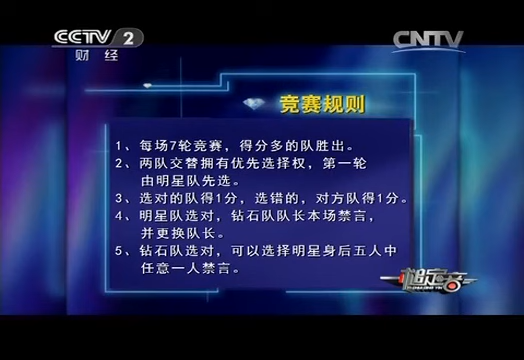 CCTV 2
CNTV
财经
竞赛规则
1、每场7轮竞赛，得分多的队胜出。
2、两队交替拥有优先选择权，第一轮
由明星队先选。
3、选对的队得1分，选错的，对方队得1分。
4、明星队选对，钻石队队长本场禁言，
并更换队长。
5、钻石队选对，可以选择明星身后五人中
任意一人禁言。
一槌定音